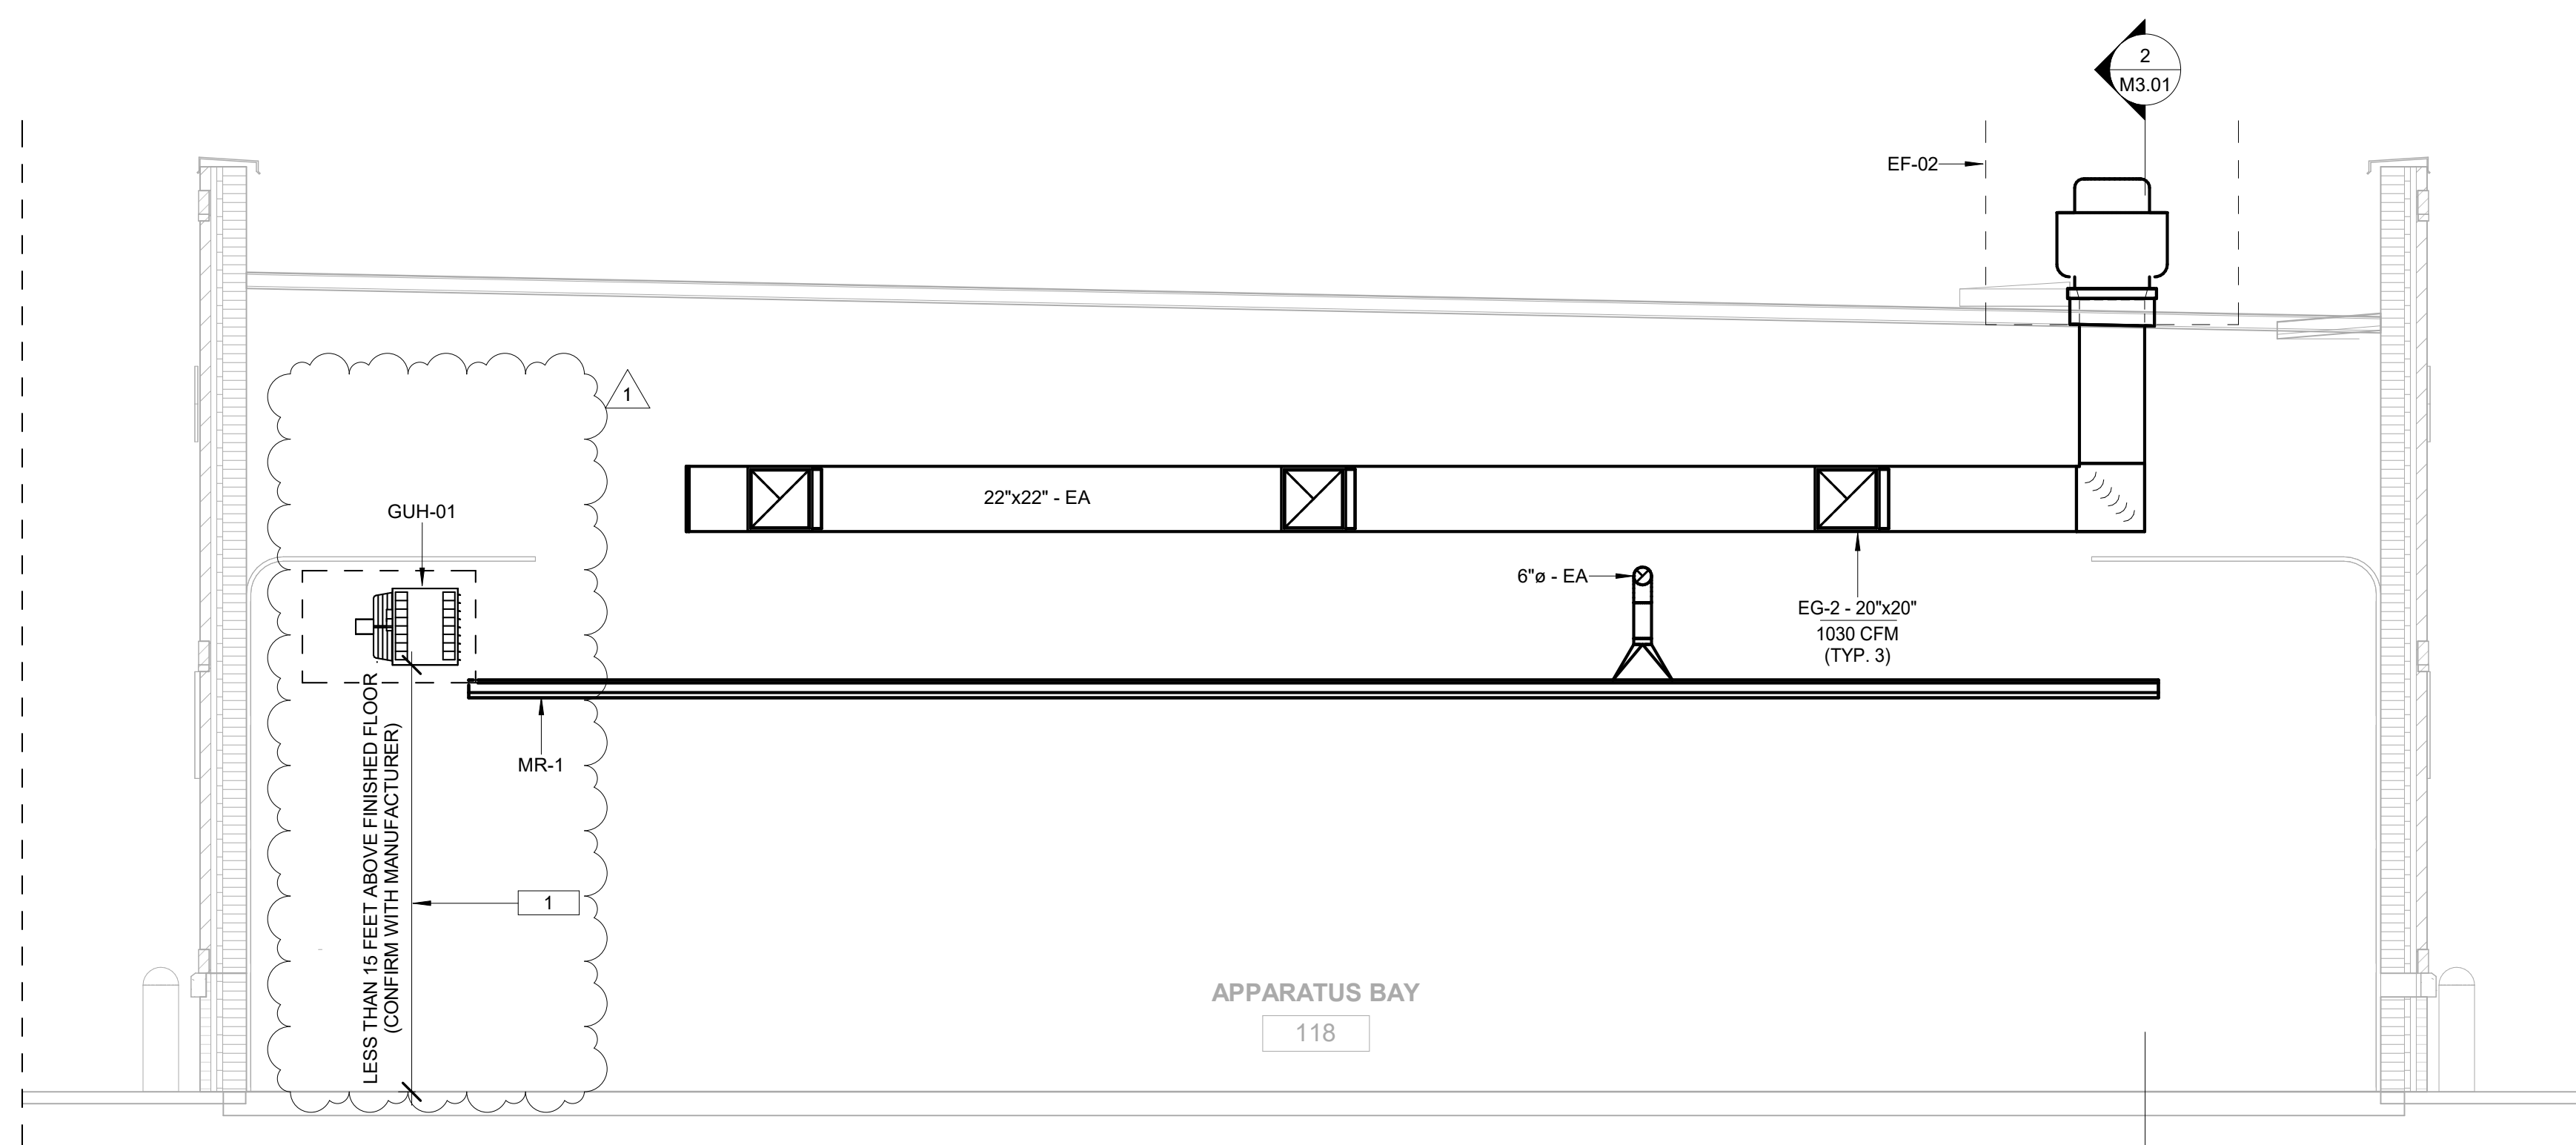 2
M3.01
EF-02
1
22"x22" - EA
GUH-01
6"ø - EA
EG-2 - 20"x20"
1030 CFM
(TYP. 3)
MR-1
LESS THAN 15 FEET ABOVE FINISHED FLOOR
(CONFIRM WITH MANUFACTURER)
1
APPARATUS BAY
118